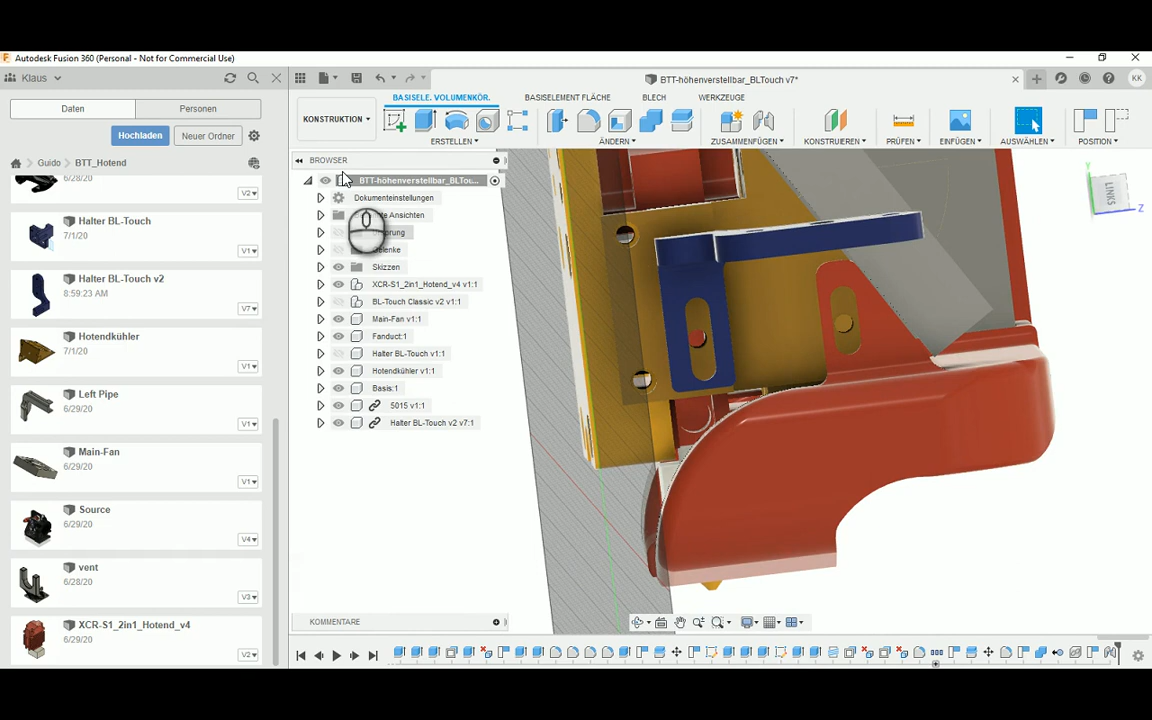 Autodesk Fusion 360 (Personal - Not for Commercial Use)
Klaus
BTT-höhenverstellbar_BLTouch v7*
KK
Daten
Personen
Hochladen
Neuer Ordner
Guido
BTT_Hotend
6/28/20
V2
Halter BL-Touch
7/1/20
V1
Halter BL-Touch v2
8:59:23 AM
V7
Hotendkühler
7/1/20
V1
Left Pipe
6/29/20
V1
Main-Fan
6/29/20
V1
Source
6/29/20
V4
vent
6/28/20
V3
XCR-S1_2in1_Hotend_v4
6/29/20
V2
BASISELE. VOLUMENKÖR.
BASISELEMENT FLÄCHE
BLECH
WERKZEUGE
KONSTRUKTION
ERSTELLEN
ÄNDERN
ZUSAMMENFÜGEN
KONSTRUIEREN
PRÜFEN
EINFÜGEN
AUSWÄHLEN
POSITION
BROWSER
BTT-höhenverstellbar_BLTou...
Dokumenteinstellungen
Ansichten
Skizzen
XCR-S1_2in1_Hotend_v4 v1:1
BL-Touch Classic v2 v1:1
Main-Fan v1:1
Fanduct:1
Halter BL-Touch v1:1
Hotendkühler v1:1
Basis:1
5015 v1:1
Halter BL-Touch v2 v7:1
Y
LINKS
Z
KOMMENTARE